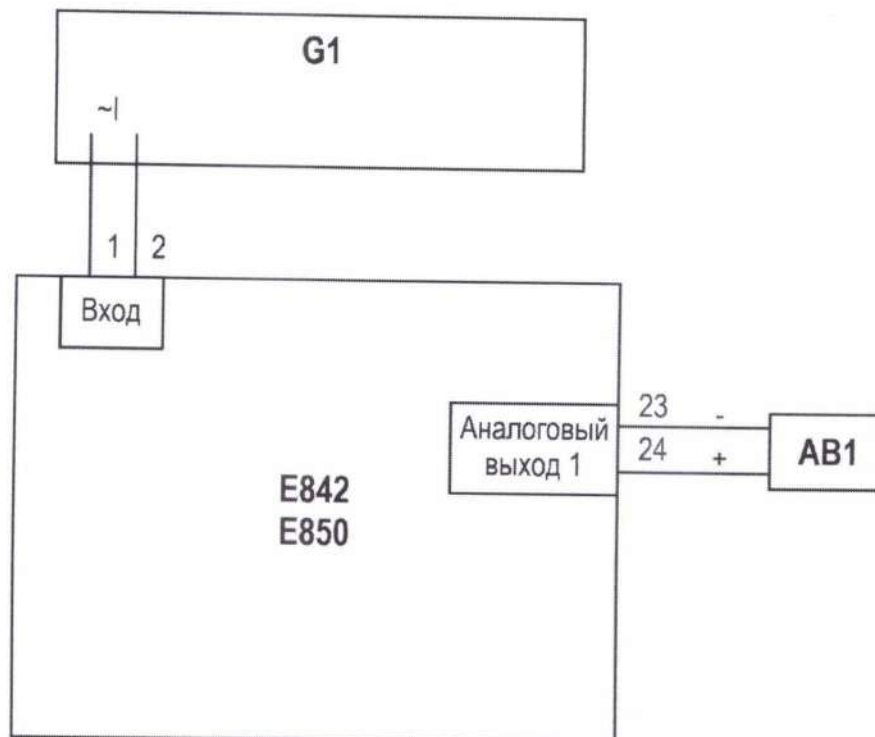 G1
~I
1 2
Вход
Аналоговый
выход 1
23 -
24 +
AB1
E842
E850